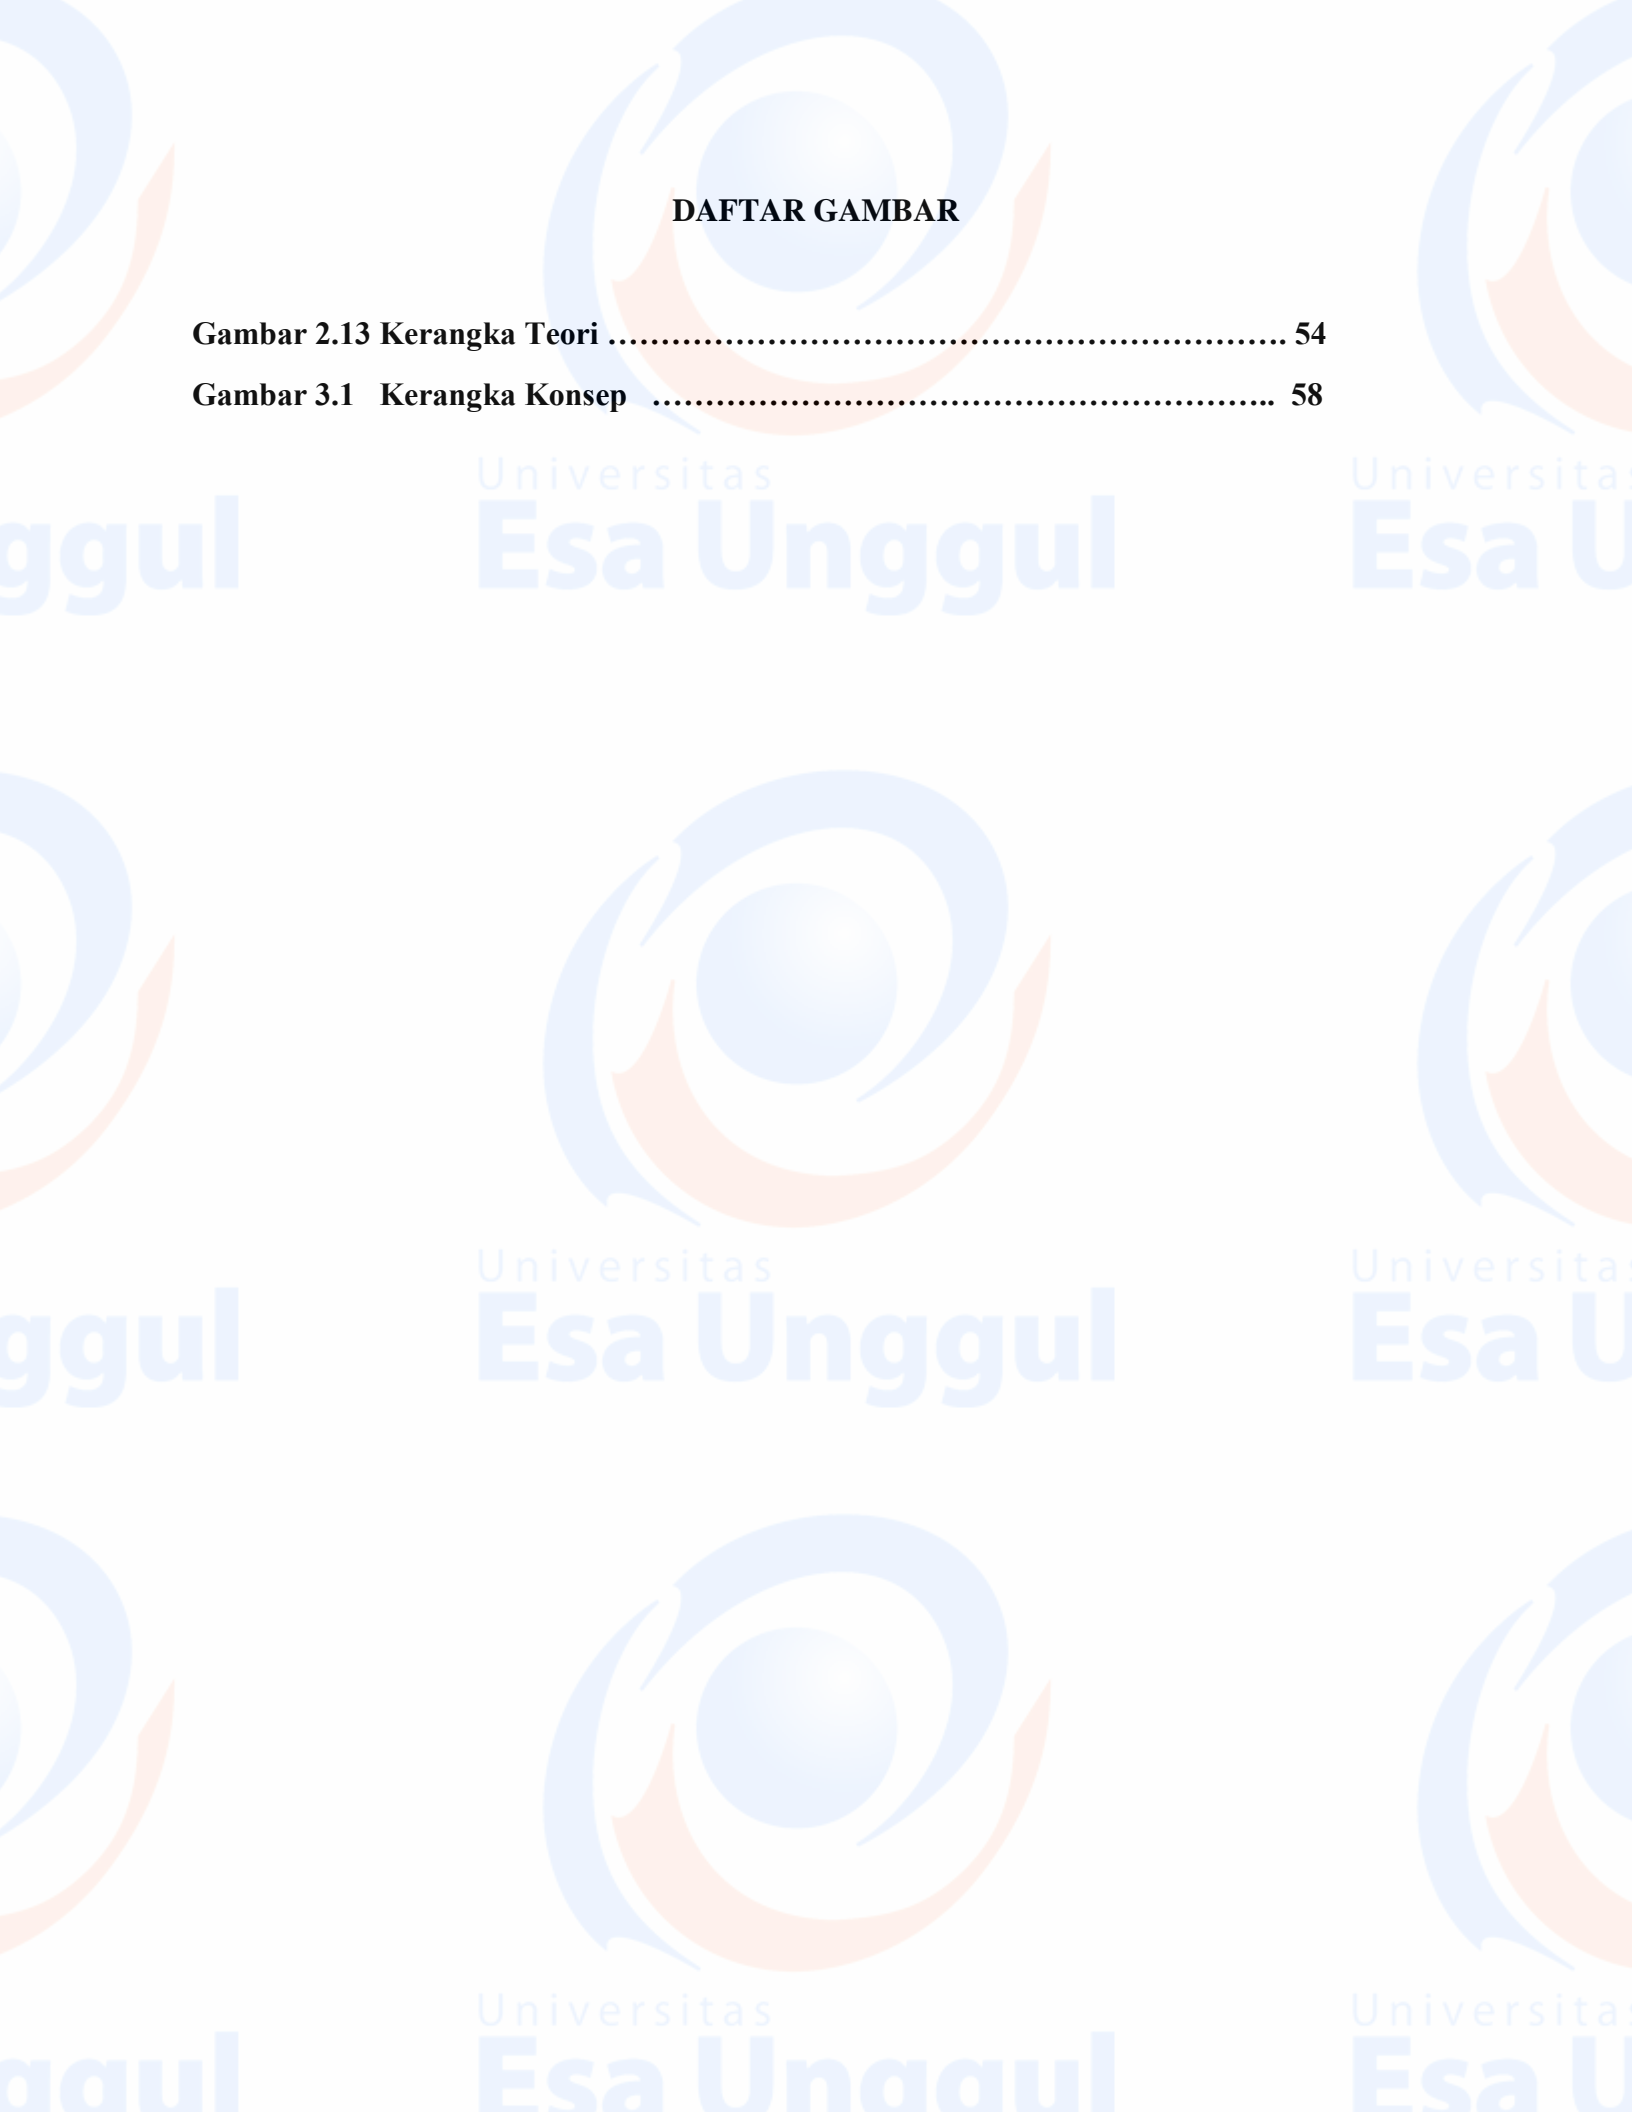 DAFTAR GAMBAR
Gambar 2.13 Kerangka Teori ………………………………………………………. 54
Gambar 3.1 Kerangka Konsep ………………………………………………….. 58
Universitas
Esa Unggul
Universitas
Esa Unggul
Universitas
Esa Unggul